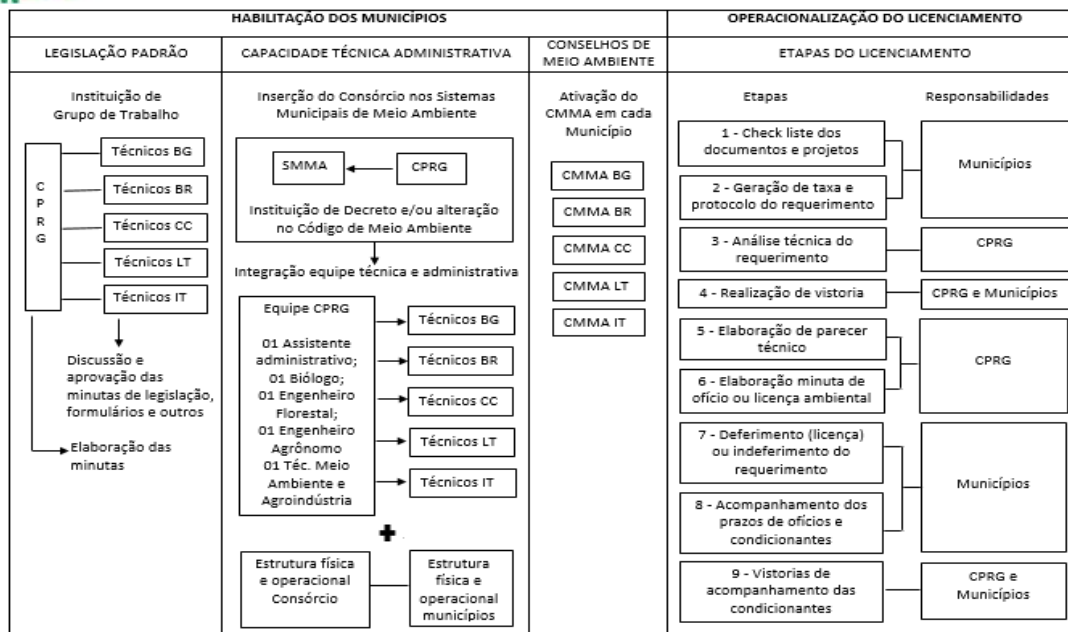 HABILITAÇÃO DOS MUNICÍPIOS
OPERACIONALIZAÇÃO DO LICENCIAMENTO
LEGISLAÇÃO PADRÃO
CAPACIDADE TÉCNICA ADMINISTRATIVA
CONSELHOS DE
MEIO AMBIENTE
ETAPAS DO LICENCIAMENTO
Instituição de
Grupo de Trabalho
C
P
R
G
Técnicos BG
Técnicos BR
Técnicos CC
Técnicos LT
Técnicos IT
Discussão e
aprovação das
minutas de legislação,
formulários e outros
Elaboração das
minutas
Inserção do Consórcio nos Sistemas
Municipais de Meio Ambiente
SMMA
CPRG
Instituição de Decreto e/ou alteração
no Código de Meio Ambiente
Integração equipe técnica e administrativa
Equipe CPRG
01 Assistente
administrativo;
01 Biólogo;
01 Engenheiro
Florestal;
01 Engenheiro
Agrônomo
01 Téc. Meio
Ambiente e
Agroindústria
Técnicos BG
Técnicos BR
Técnicos CC
Técnicos LT
Técnicos IT
+
Estrutura física
e operacional
Consórcio
Estrutura
física e
operacional
municípios
Ativação do
CMMA em cada
Município
CMMA BG
CMMA BR
CMMA CC
CMMA LT
CMMA IT
Etapas
Responsabilidades
1 - Check liste dos
documentos e projetos
2 - Geração de taxa e
protocolo do requerimento
Municípios
3 - Análise técnica do
requerimento
CPRG
4 - Realização de vistoria
CPRG e Municípios
5 - Elaboração de parecer
técnico
6 - Elaboração minuta de
ofício ou licença ambiental
CPRG
7 - Deferimento (licença)
ou indeferimento do
requerimento
8 - Acompanhamento dos
prazos de ofícios e
condicionantes
Municípios
9 - Vistorias de
acompanhamento das
condicionantes
CPRG e
Municípios